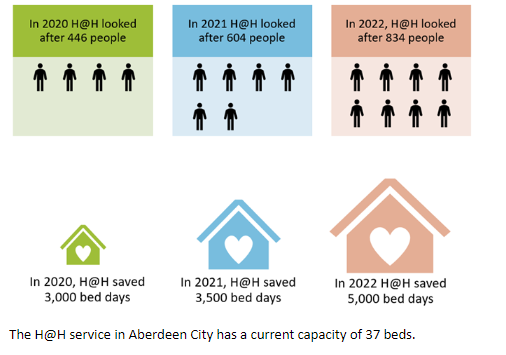 In 2020 H@H looked
after 446 people
In 2021 H@H looked
after 604 people
In 2022, H@H looked
after 834 people
In 2020, H@H saved
3,000 bed days
In 2021, H@H saved
3,500 bed days
In 2022 H@H saved
5,000 bed days
The H@H service in Aberdeen City has a current capacity of 37 beds.